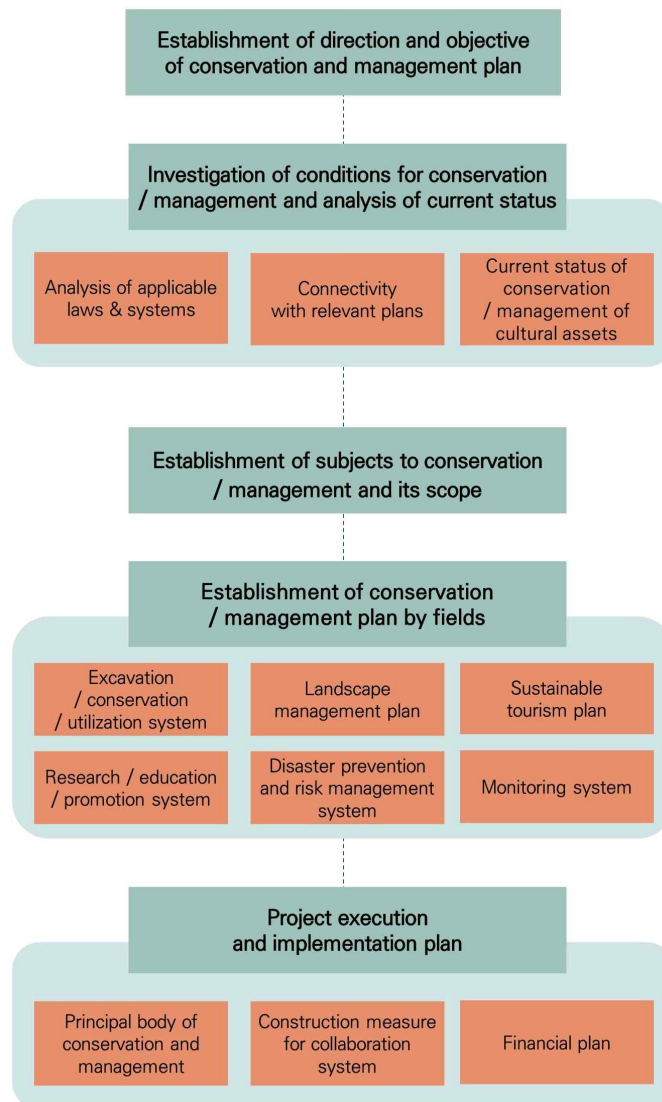 Establishment of direction and objective
of conservation and management plan
Investigation of conditions for conservation
/ management and analysis of current status
Analysis of applicable
laws & systems
Connectivity
with relevant plans
Current status of
conservation
/ management of
cultural assets
Establishment of subjects to conservation
/ management and its scope
Establishment of conservation
/ management plan by fields
Excavation
/ conservation
/ utilization system
Landscape
management plan
Sustainable
tourism plan
Research / education
/ promotion system
Disaster prevention
and risk management
system
Monitoring system
Project execution
and implementation plan
Principal body of
conservation and
management
Construction measure
for collaboration
system
Financial plan